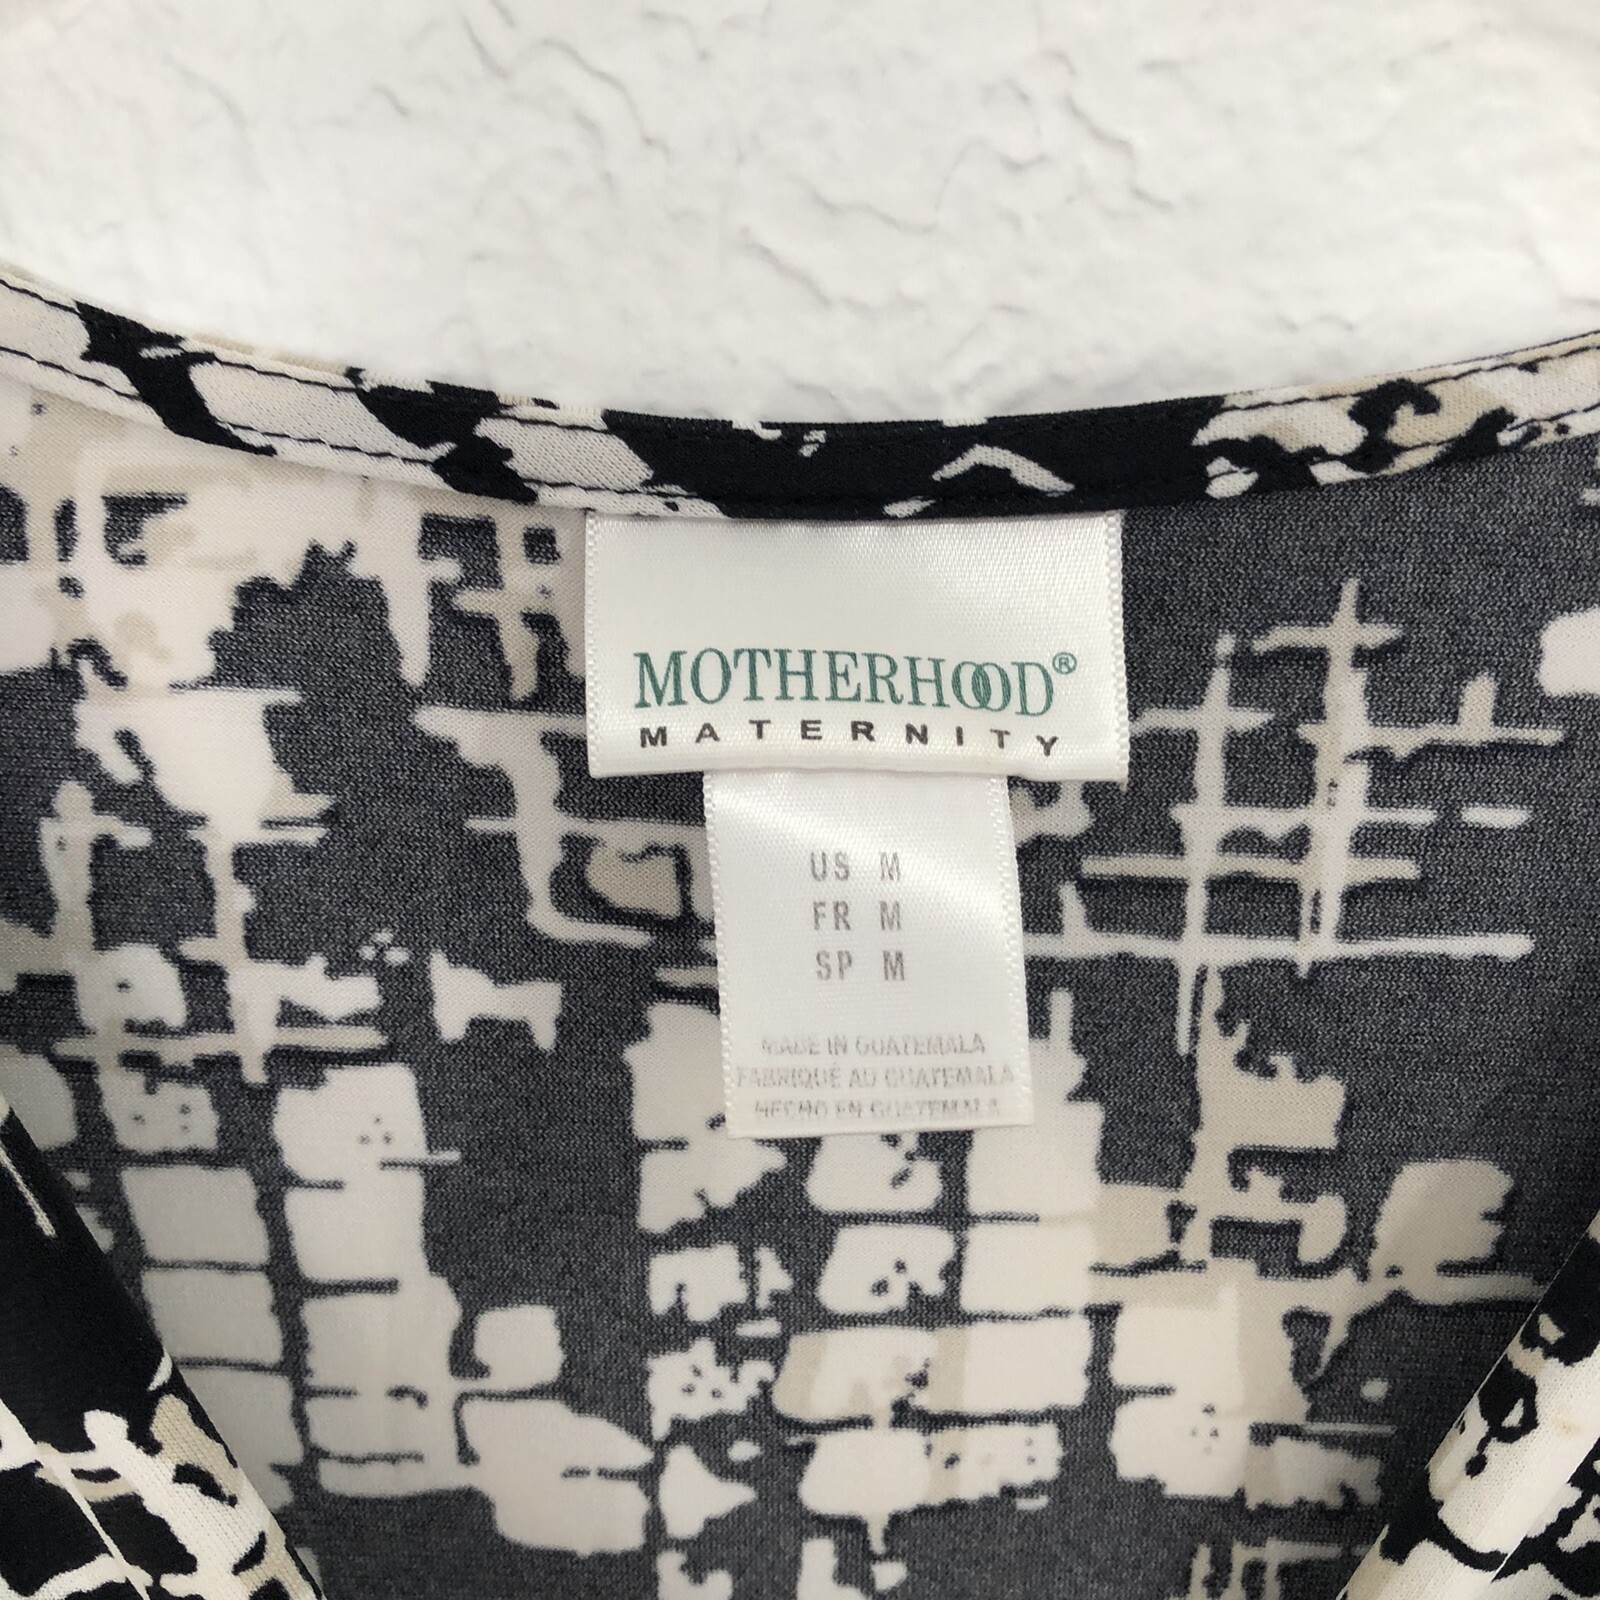 MOTHERHOOD®
MATERNITY
US M
FR M
SP M
MADE IN GUATEMALA
FABRIQUÉ AU GUATEMALA
HECHO EN GUATEMALA